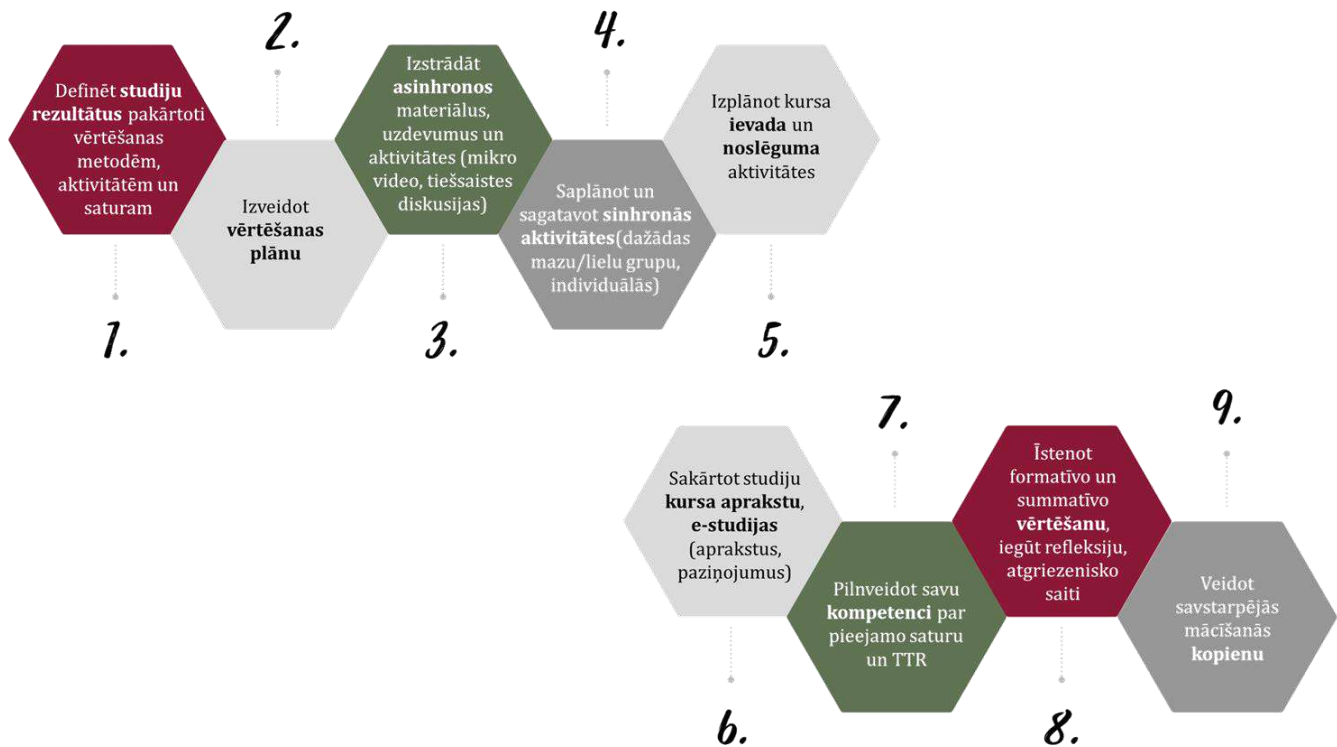 1.
Definēt studiju
rezultātus pakārtoti
vērtēšanas
metodēm,
aktivitātēm un
saturam
2.
Izveidot
vērtēšanas
plānu
3.
Izstrādāt
asinhronos
materiālus,
uzdevumus un
aktivitātes (mikro
video, tiešsaistes
diskusijas)
4.
Saplānot un
sagatavot sinhronās
aktivitātes(dažādas
mazu/lielu grupu,
individuālās)
5.
Izplānot kursa
ievada un
noslēguma
aktivitātes
6.
Sakārtot studiju
kursa aprakstu,
e-studijas
(aprakstus,
paziņojumus)
7.
Pilnveidot savu
kompetenci par
pieejamo saturu
un TTR
8.
Īstenot
formatīvo un
summatīvo
vērtēšanu,
iegūt refleksiju,
atgriezenisko
saiti
9.
Veidot
savstarpējās
mācīšanās
kopienu